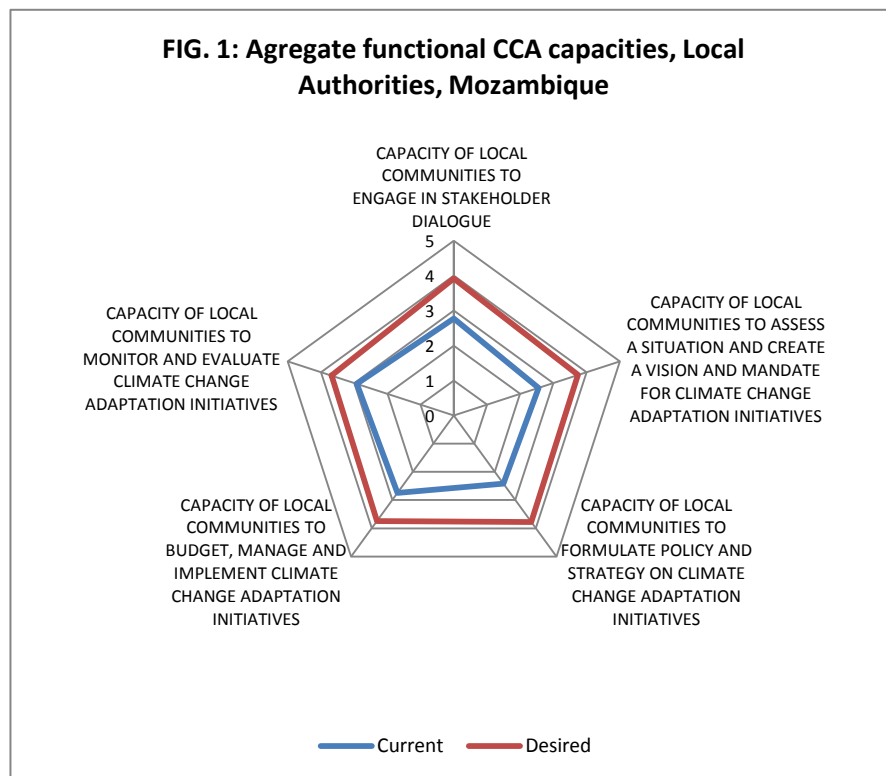 FIG. 1: Agregate functional CCA capacities, Local
Authorities, Mozambique
CAPACITY OF LOCAL
COMMUNITIES TO
ENGAGE IN STAKEHOLDER
DIALOGUE
5
4
3
2
1
0
CAPACITY OF LOCAL
COMMUNITIES TO ASSESS
A SITUATION AND CREATE
A VISION AND MANDATE
FOR CLIMATE CHANGE
ADAPTATION INITIATIVES
CAPACITY OF LOCAL
COMMUNITIES TO
FORMULATE POLICY AND
STRATEGY ON CLIMATE
CHANGE ADAPTATION
INITIATIVES
CAPACITY OF LOCAL
COMMUNITIES TO
BUDGET, MANAGE AND
IMPLEMENT CLIMATE
CHANGE ADAPTATION
INITIATIVES
CAPACITY OF LOCAL
COMMUNITIES TO
MONITOR AND EVALUATE
CLIMATE CHANGE
ADAPTATION INITIATIVES
Current
Desired